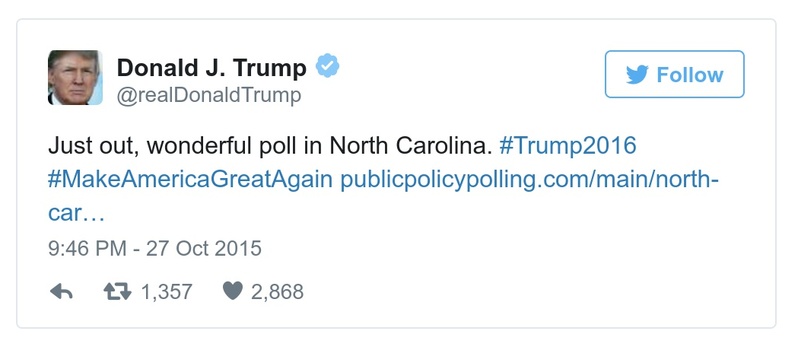 Donald J. Trump
@realDonaldTrump
Follow
Just out, wonderful poll in North Carolina. #Trump2016
#MakeAmericaGreatAgain publicpolicypolling.com/main/north-
car…
9:46 PM - 27 Oct 2015
1,357 2,868